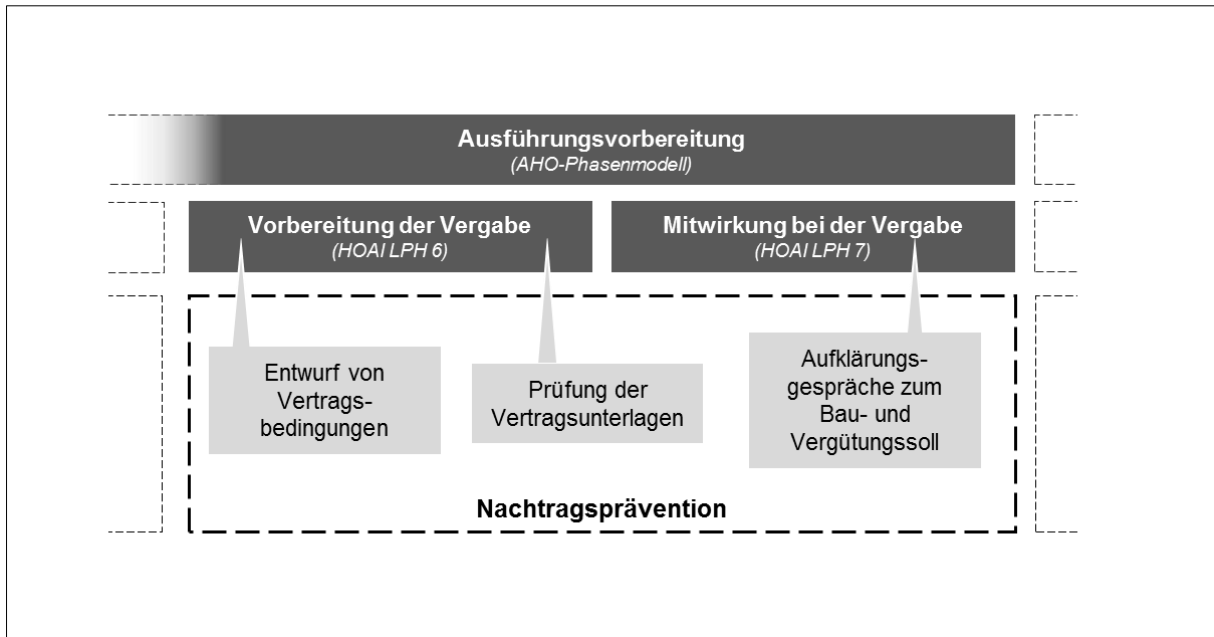 Ausführungsvorbereitung
(AHO-Phasenmodell)
Vorbereitung der Vergabe
(HOAI LPH 6)
Mitwirkung bei der Vergabe
(HOAI LPH 7)
Entwurf von
Vertrags-
bedingungen
Prüfung der
Vertragsunterlagen
Aufklärungs-
gespräche zum
Bau- und
Vergütungssoll
Nachtragsprävention